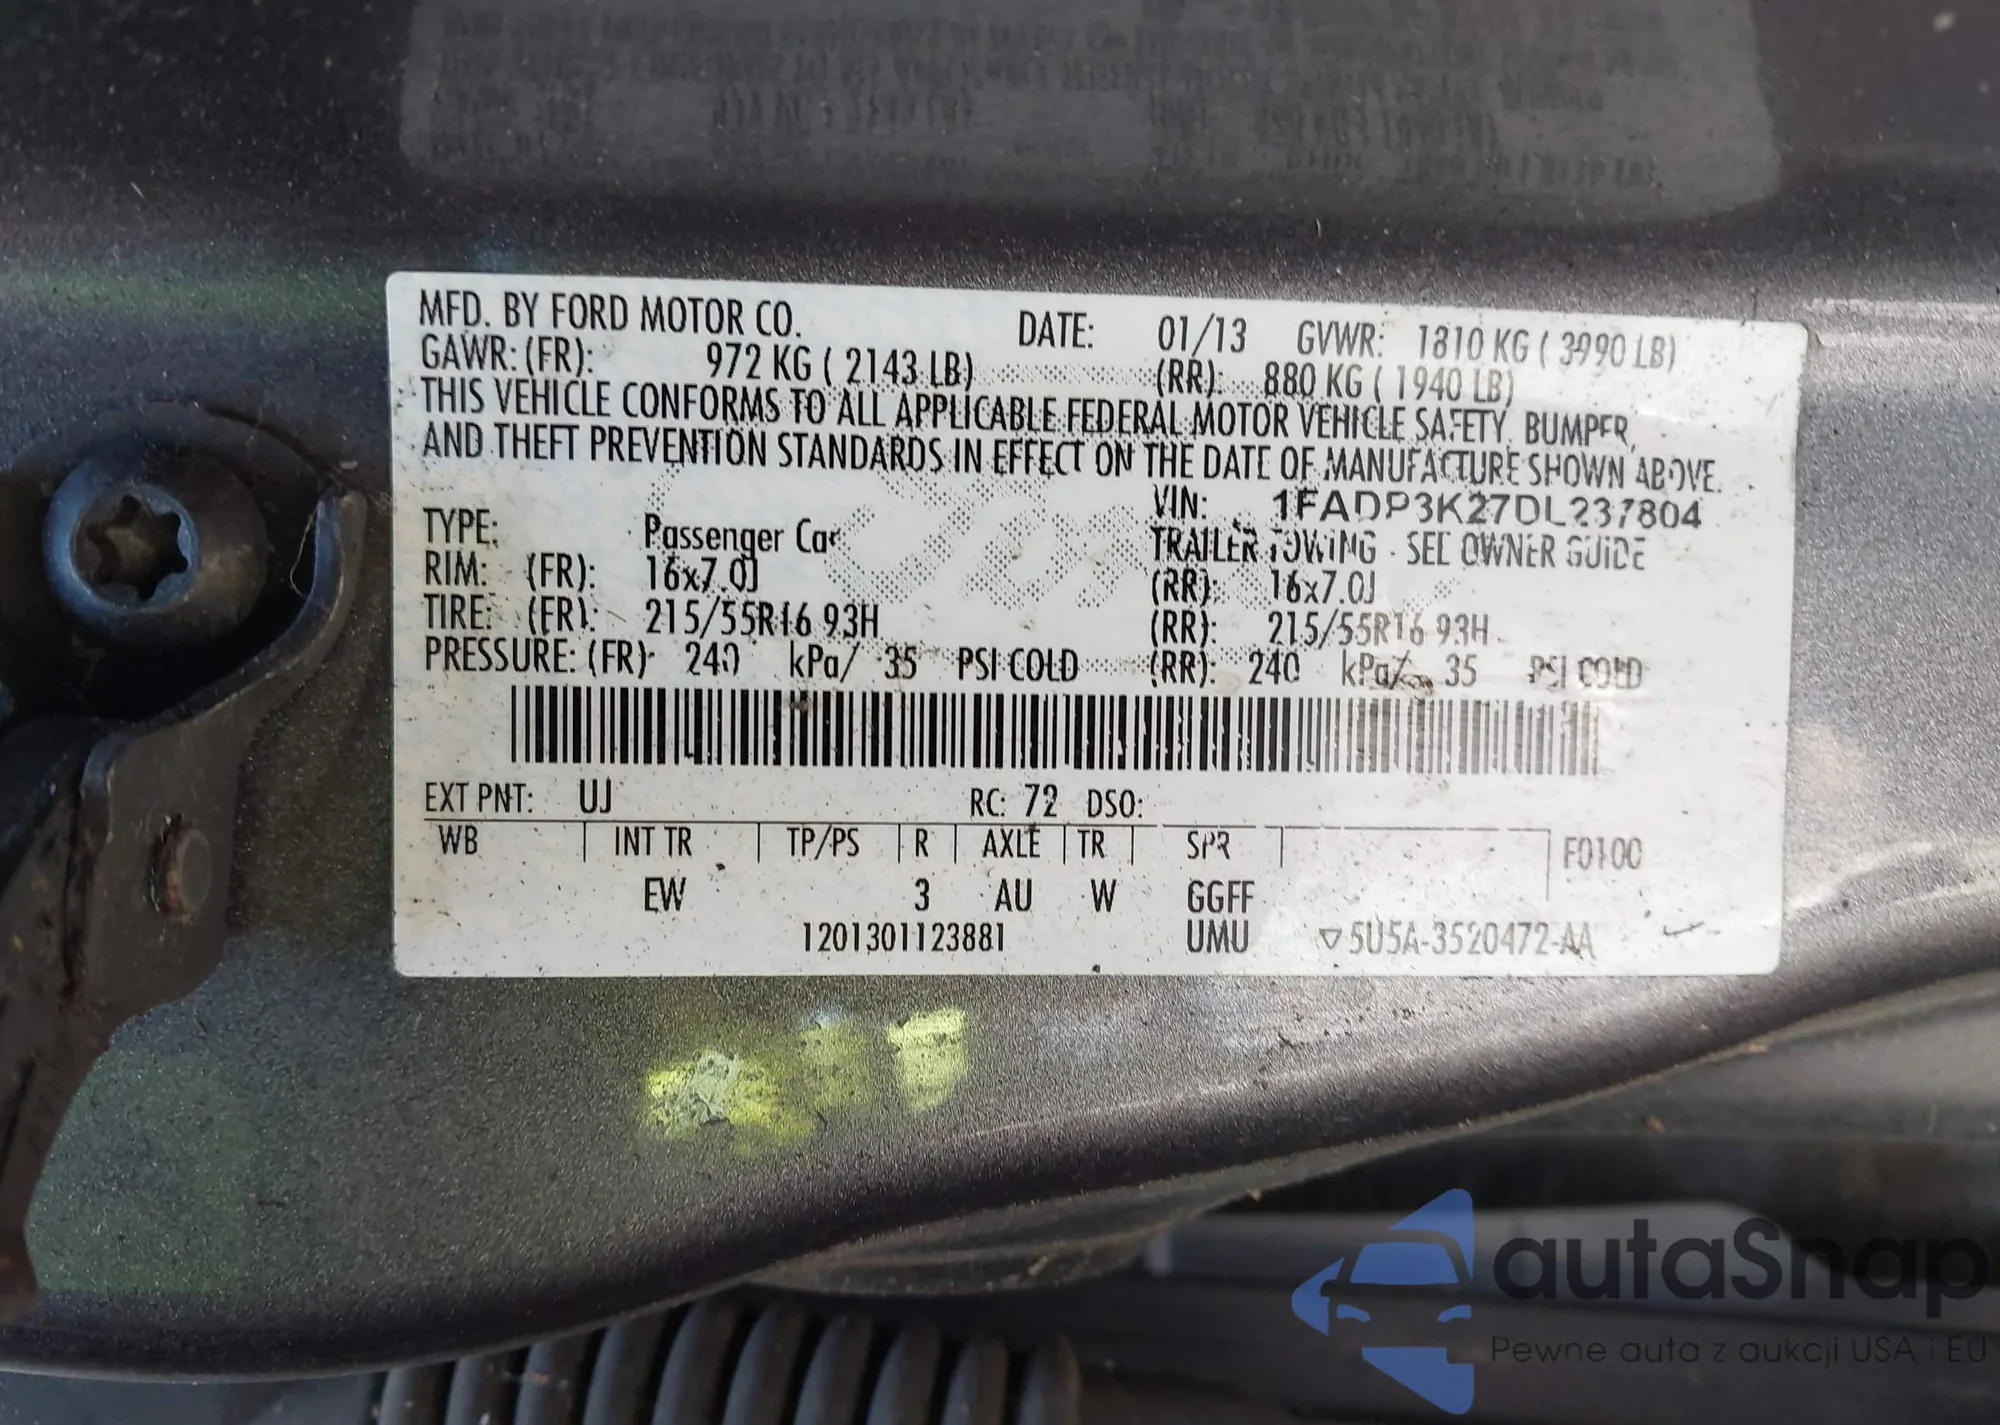 MFD. BY FORD MOTOR CO. DATE: 01/13 GVWR: 1810 KG ( 3990 LB)
GAWR: (FR): 972 KG ( 2143 LB) (RR): 880 KG ( 1940 LB)
THIS VEHICLE CONFORMS TO ALL APPLICABLE FEDERAL MOTOR VEHICLE SAFETY, BUMPER,
AND THEFT PREVENTION STANDARDS IN EFFECT ON THE DATE OF MANUFACTURE SHOWN ABOVE.
VIN: 1FADP3K27DL237804
TYPE: Passenger Car TRAILER TOWING - SEE OWNER GUIDE
RIM: (FR): 16x7.0J (RR): 16x7.0J
TIRE: (FR): 215/55R16 93H (RR): 215/55R16 93H
PRESSURE: (FR): 240 kPa/ 35 PSI COLD (RR): 240 kPa/ 35 PSI COLD
EXT PNT: UJ RC: 72 DSO:
WB INT TR TP/PS R AXLE TR SPR F0100
EW 3 AU W GGFF
1201301123881 UMU ▽5U5A-3520472-AA
autaSnap
Pewne auta z aukcji USA i EU